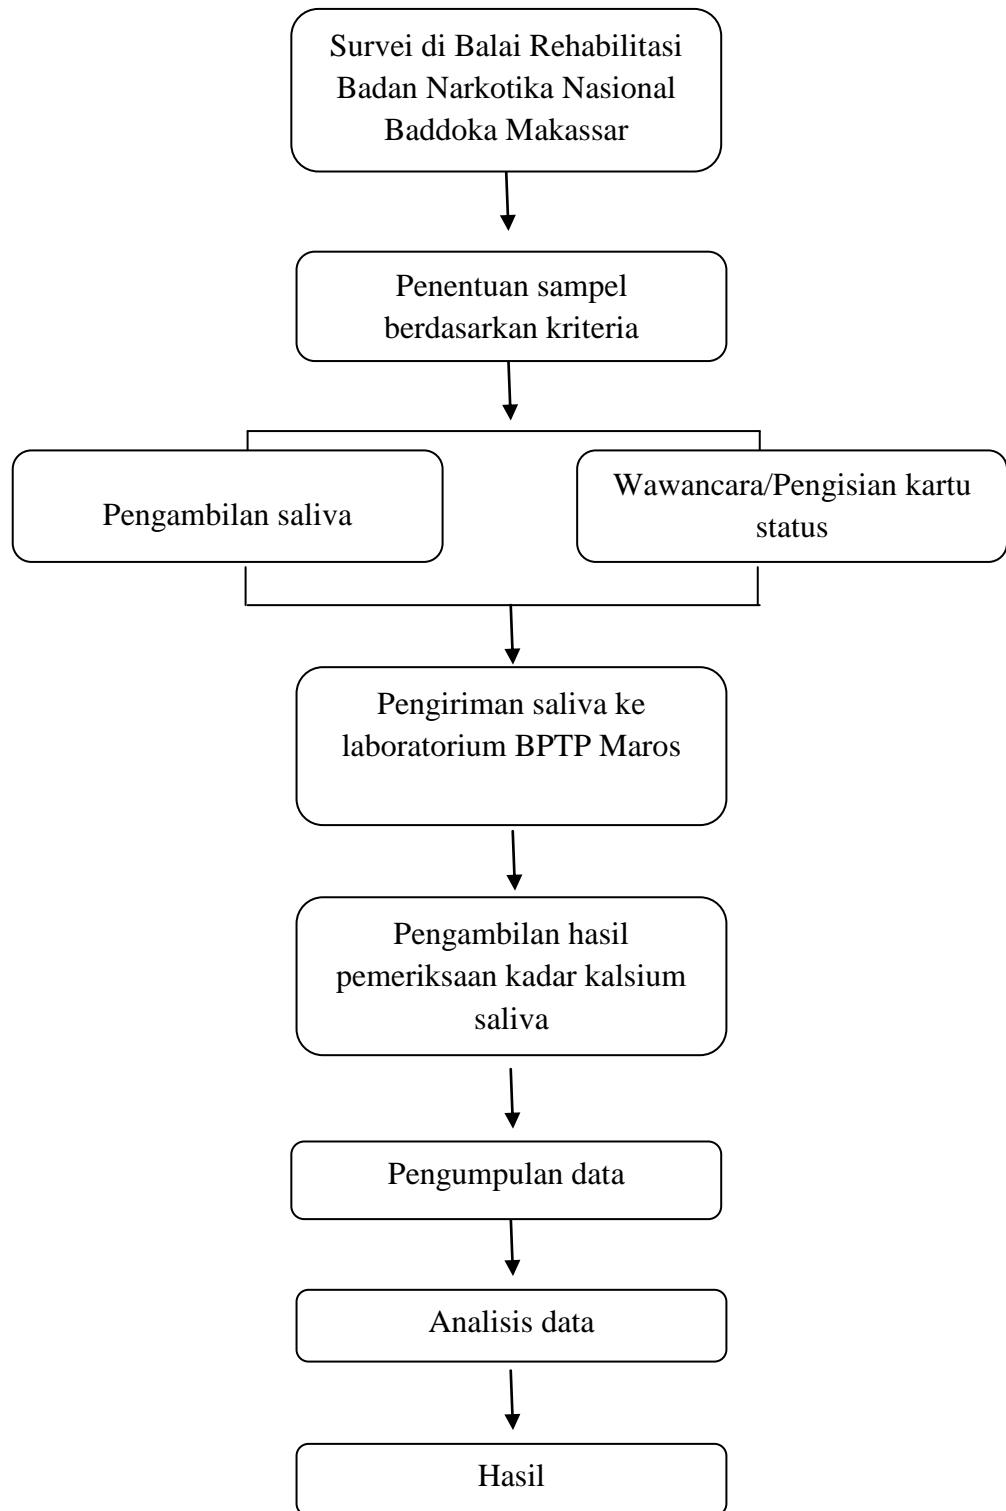 Survei di Balai Rehabilitasi
Badan Narkotika Nasional
Baddoka Makassar
Penentuan sampel
berdasarkan kriteria
Pengambilan saliva
Wawancara/Pengisian kartu
status
Pengiriman saliva ke
laboratorium BPTP Maros
Pengambilan hasil
pemeriksaan kadar kalsium
saliva
Pengumpulan data
Analisis data
Hasil